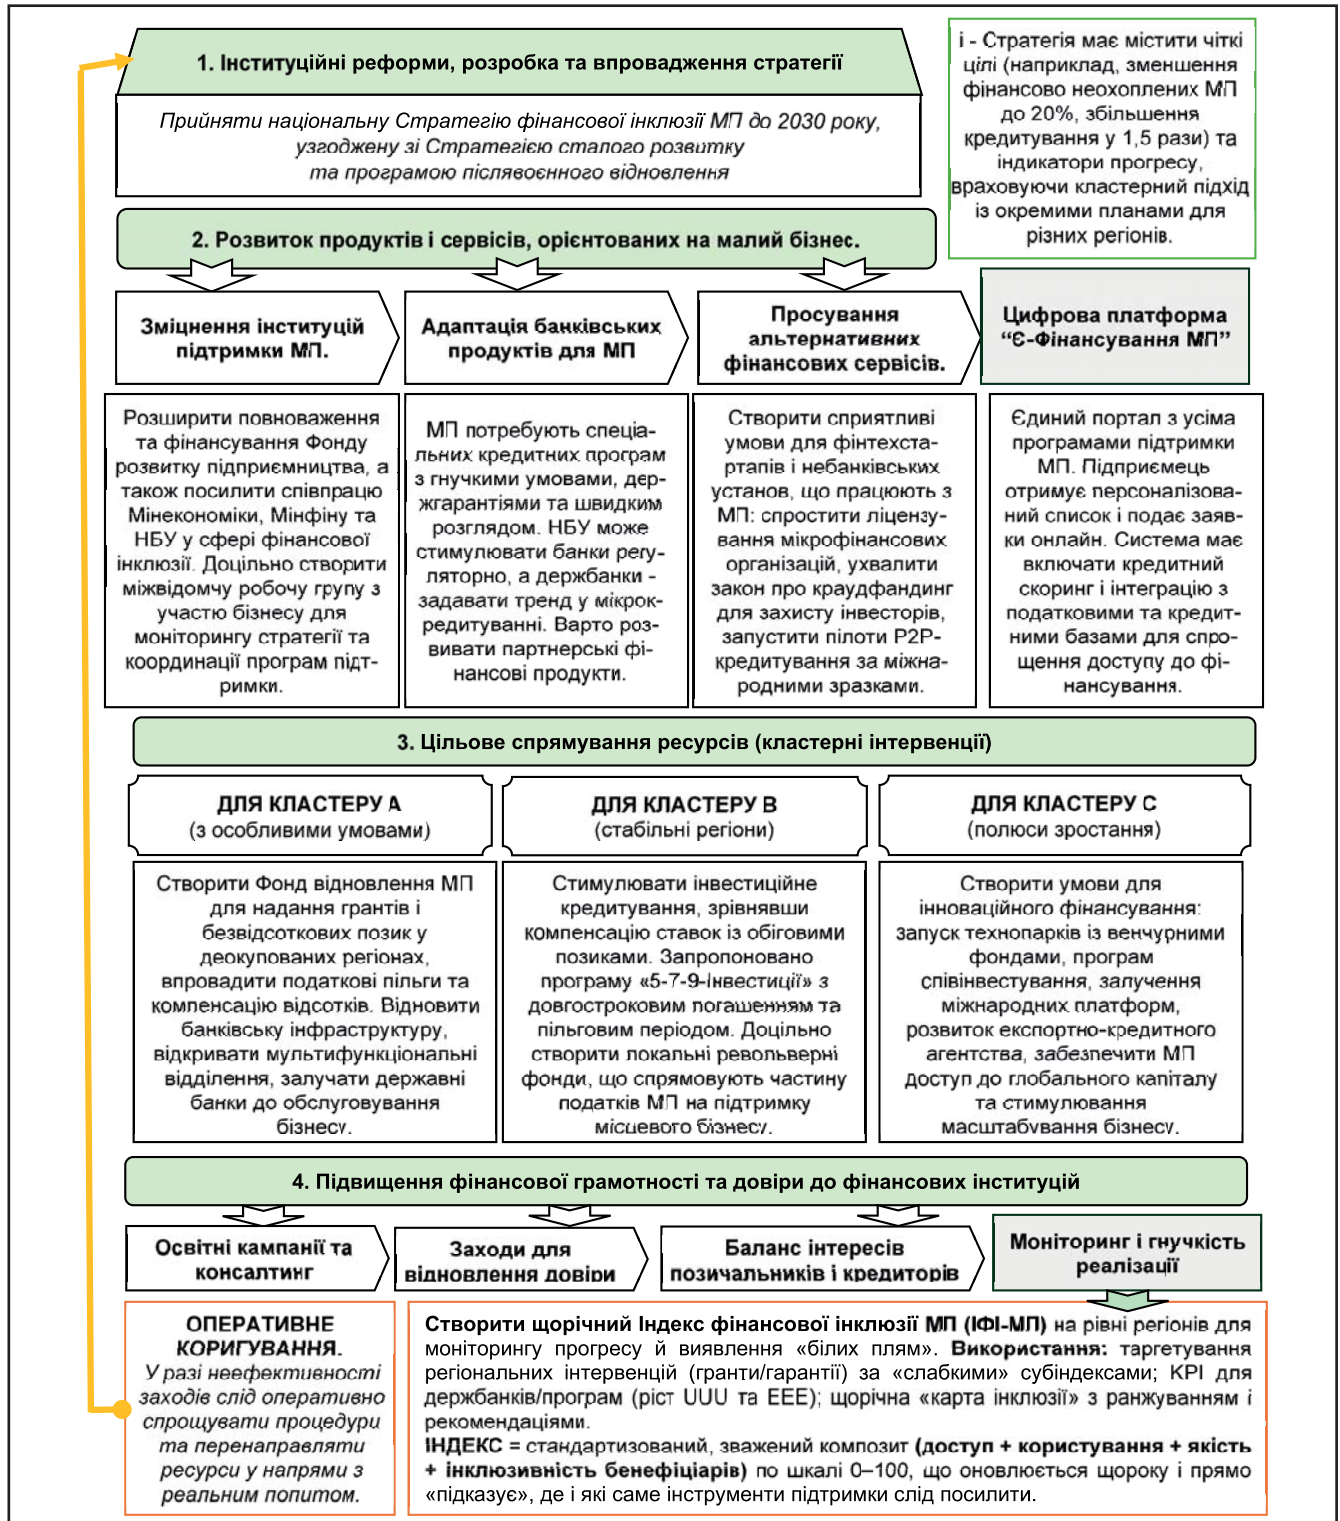 1. Інституційні реформи, розробка та впровадження стратегії
Прийняти національну Стратегію фінансової інклюзії МП до 2030 року,
узгоджену зі Стратегією сталого розвитку
та програмою післявоєнного відновлення
і - Стратегія має містити чіткі
цілі (наприклад, зменшення
фінансово неохоплених МП
до 20%, збільшення
кредитування у 1,5 рази) та
індикатори прогресу,
враховуючи кластерний підхід
із окремими планами для
різних регіонів.
2. Розвиток продуктів і сервісів, орієнтованих на малий бізнес.
Зміцнення інституцій
підтримки МП.
Адаптація банківських
продуктів для МП
Просування
альтернативних
фінансових сервісів.
Цифрова платформа
“Є-Фінансування МП”
Розширити повноваження
та фінансування Фонду
розвитку підприємництва, а
також посилити співпрацю
Мінекономіки, Мінфіну та
НБУ у сфері фінансової
інклюзії. Доцільно створити
міжвідомчу робочу групу з
участю бізнесу для
моніторингу стратегії та
координації програм підт-
римки.
МП потребують спеціа-
льних кредитних програм
з гнучкими умовами, дер-
жгарантіями та швидким
розглядом. НБУ може
стимулювати банки регу-
ляторно, а держбанки -
задавати тренд у мікрок-
редитуванні. Варто роз-
вивати партнерські фі-
нансові продукти.
Створити сприятливі
умови для фінтехста-
ртапів і небанківських
установ, що працюють з
МП: спростити ліцензу-
вання мікрофінансових
організацій, ухвалити
закон про краудфандинг
для захисту інвесторів,
запустити пілоти P2P-
кредитування за міжна-
родними зразками.
Єдиний портал з усіма
програмами підтримки
МП. Підприємець
отримує персоналізова-
ний список і подає заяв-
ки онлайн. Система має
включати кредитний
скоринг і інтеграцію з
податковими та кредит-
ними базами для спро-
щення доступу до фі-
нансування.
3. Цільове спрямування ресурсів (кластерні інтервенції)
ДЛЯ КЛАСТЕРУ А
(з особливими умовами)
ДЛЯ КЛАСТЕРУ В
(стабільні регіони)
ДЛЯ КЛАСТЕРУ С
(полюси зростання)
Створити Фонд відновлення МП
для надання грантів і
безвідсоткових позик у
деокупованих регіонах,
впровадити податкові пільги та
компенсацію відсотків. Відновити
банківську інфраструктуру,
відкривати мультифункціональні
відділення, залучати державні
банки до обслуговування
бізнесу.
Стимулювати інвестиційне
кредитування, зрівнявши
компенсацію ставок із обіговими
позиками. Запропоновано
програму «5-7-9-Інвестиції» з
довгостроковим погашенням та
пільговим періодом. Доцільно
створити локальні револьверні
фонди, що спрямовують частину
податків МП на підтримку
місцевого бізнесу.
Створити умови для
інноваційного фінансування:
запуск технопарків із венчурними
фондами, програм
співінвестування, залучення
міжнародних платформ,
розвиток експортно-кредитного
агентства, забезпечити МП
доступ до глобального капіталу
та стимулювання
масштабування бізнесу.
4. Підвищення фінансової грамотності та довіри до фінансових інституцій
Освітні кампанії та
консалтинг
Заходи для
відновлення довіри
Баланс інтересів
позичальників і кредиторів
Моніторинг і гнучкість
реалізації
ОПЕРАТИВНЕ
КОРИГУВАННЯ.
У разі неефективності
заходів слід оперативно
спрощувати процедури
та перенаправляти
ресурси у напрями з
реальним попитом.
Створити щорічний Індекс фінансової інклюзії МП (ІФІ-МП) на рівні регіонів для
моніторингу прогресу й виявлення «білих плям». Використання: таргетування
регіональних інтервенцій (гранти/гарантії) за «слабкими» субіндексами; KPI для
держбанків/програм (ріст UUU та ЕЕЕ); щорічна «карта інклюзії» з ранжуванням і
рекомендаціями.
ІНДЕКС = стандартизований, зважений композит (доступ + користування + якість
+ інклюзивність бенефіціарів) по шкалі 0–100, що оновлюється щороку і прямо
«підказує», де і які саме інструменти підтримки слід посилити.